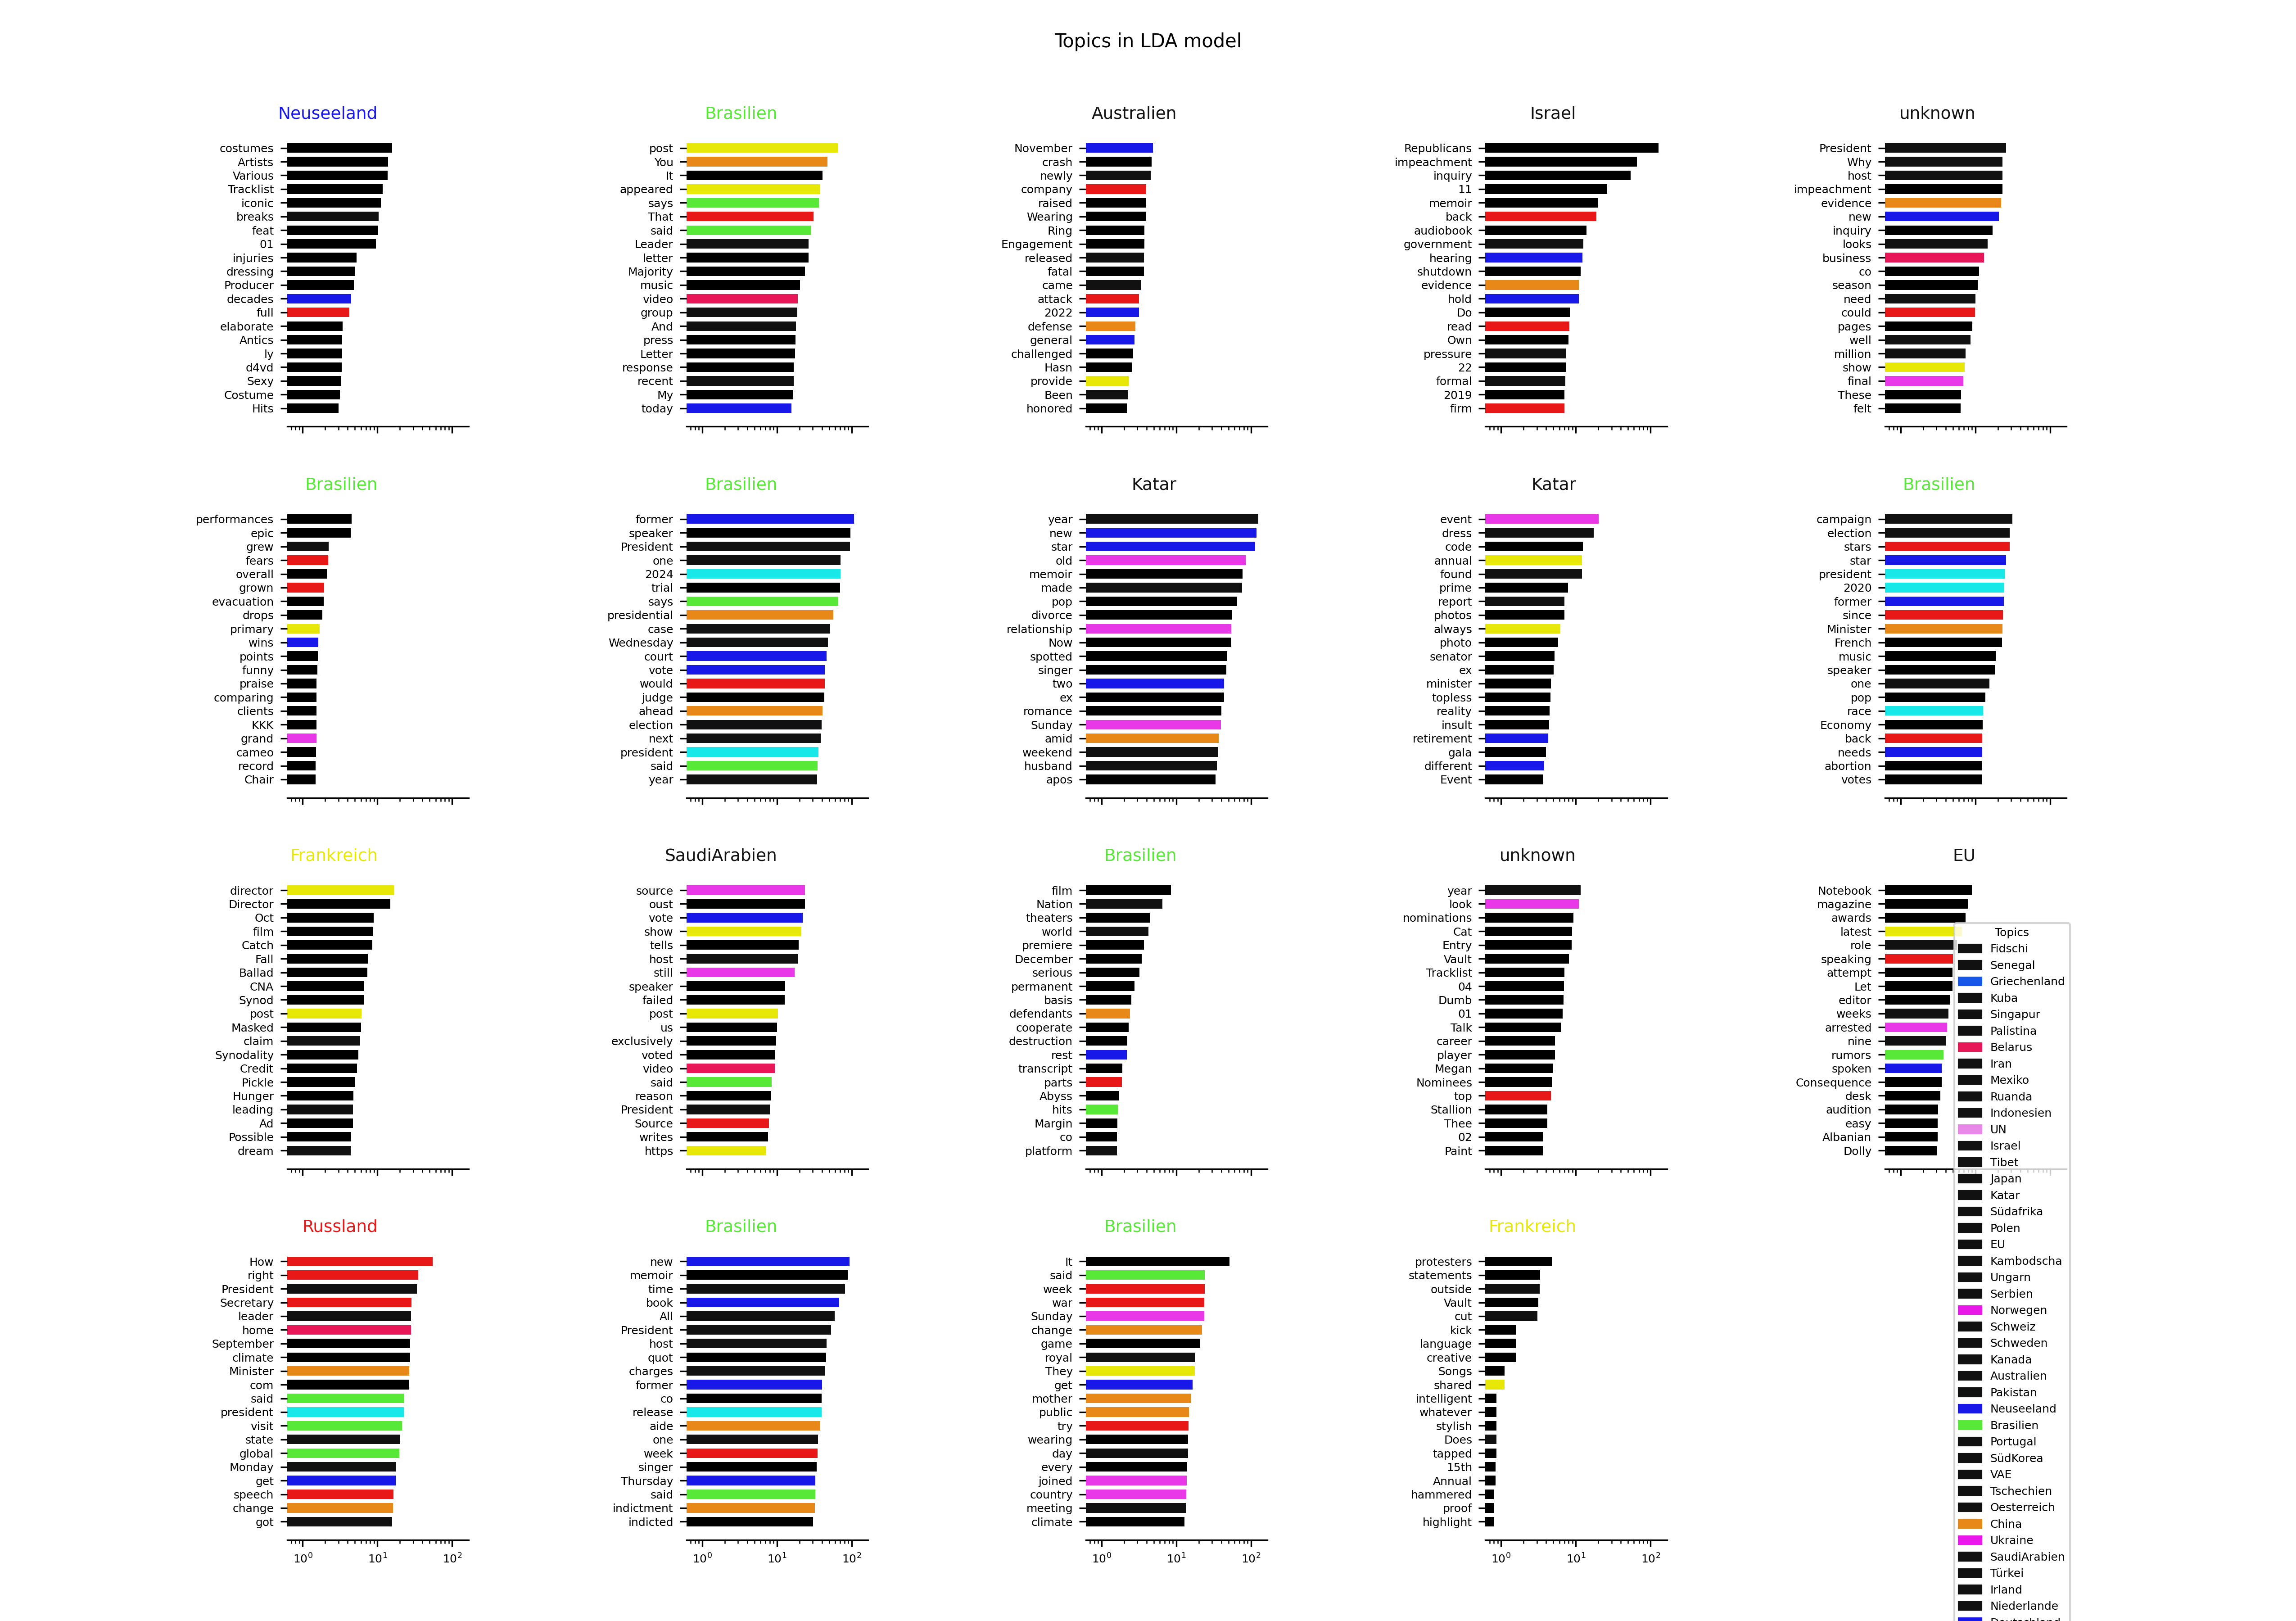 Topics in LDA model
Neuseeland
costumes
Artists
Various
Tracklist
iconic
breaks
feat
01
injuries
dressing
Producer
decades
full
elaborate
Antics
ly
d4vd
Sexy
Costume
Hits
Brasilien
post
You
It
appeared
says
That
said
Leader
letter
Majority
music
video
group
And
press
Letter
response
recent
My
today
Australien
November
crash
newly
company
raised
Wearing
Ring
Engagement
released
fatal
came
attack
2022
defense
general
challenged
Hasn
provide
Been
honored
Israel
Republicans
impeachment
inquiry
11
memoir
back
audiobook
government
hearing
shutdown
evidence
hold
Do
read
Own
pressure
22
formal
2019
firm
unknown
President
Why
host
impeachment
evidence
new
inquiry
looks
business
co
season
need
could
pages
well
million
show
final
These
felt
Brasilien
performances
epic
grew
fears
overall
grown
evacuation
drops
primary
wins
points
funny
praise
comparing
clients
KKK
grand
cameo
record
Chair
Brasilien
former
speaker
President
one
2024
trial
says
presidential
case
Wednesday
court
vote
would
judge
ahead
election
next
president
said
year
Katar
year
new
star
old
memoir
made
pop
divorce
relationship
Now
spotted
singer
two
ex
romance
Sunday
amid
weekend
husband
apos
Katar
event
dress
code
annual
found
prime
report
photos
always
photo
senator
ex
minister
topless
reality
insult
retirement
gala
different
Event
Brasilien
campaign
election
stars
star
president
2020
former
since
Minister
French
music
speaker
one
pop
race
Economy
back
needs
abortion
votes
Frankreich
director
Director
Oct
film
Catch
Fall
Ballad
CNA
Synod
post
Masked
claim
Synodality
Credit
Pickle
Hunger
leading
Ad
Possible
dream
SaudiArabien
source
oust
vote
show
tells
host
still
speaker
failed
post
us
exclusively
voted
video
said
reason
President
Source
writes
https
Brasilien
film
Nation
theaters
world
premiere
December
serious
permanent
basis
defendants
cooperate
destruction
rest
transcript
parts
Abyss
hits
Margin
co
platform
unknown
year
look
nominations
Cat
Entry
Vault
Tracklist
04
Dumb
01
Talk
career
player
Megan
Nominees
top
Stallion
Thee
02
Paint
EU
Notebook
magazine
awards
latest
role
speaking
attempt
Let
editor
weeks
arrested
nine
rumors
spoken
Consequence
desk
audition
easy
Albanian
Dolly
Russland
How
right
President
Secretary
leader
home
September
climate
Minister
com
said
president
visit
state
global
Monday
get
speech
change
got
10⁰ 10¹ 10²
Brasilien
new
memoir
time
book
All
President
host
quot
charges
former
co
release
aide
one
week
singer
Thursday
said
indictment
indicted
10⁰ 10¹ 10²
Brasilien
It
said
week
war
Sunday
change
game
royal
They
get
mother
public
try
wearing
day
every
joined
country
meeting
climate
10⁰ 10¹ 10²
Frankreich
protesters
statements
outside
Vault
cut
kick
language
creative
Songs
shared
intelligent
whatever
stylish
Does
tapped
15th
Annual
hammered
proof
highlight
10⁰ 10¹ 10²
Topics
Fidschi
Senegal
Griechenland
Kuba
Singapur
Palistina
Belarus
Iran
Mexiko
Ruanda
Indonesien
UN
Israel
Tibet
Japan
Katar
Südafrika
Polen
EU
Kambodscha
Ungarn
Serbien
Norwegen
Schweiz
Schweden
Kanada
Australien
Pakistan
Neuseeland
Brasilien
Portugal
SüdKorea
VAE
Tschechien
Oesterreich
China
Ukraine
SaudiArabien
Türkei
Irland
Niederlande